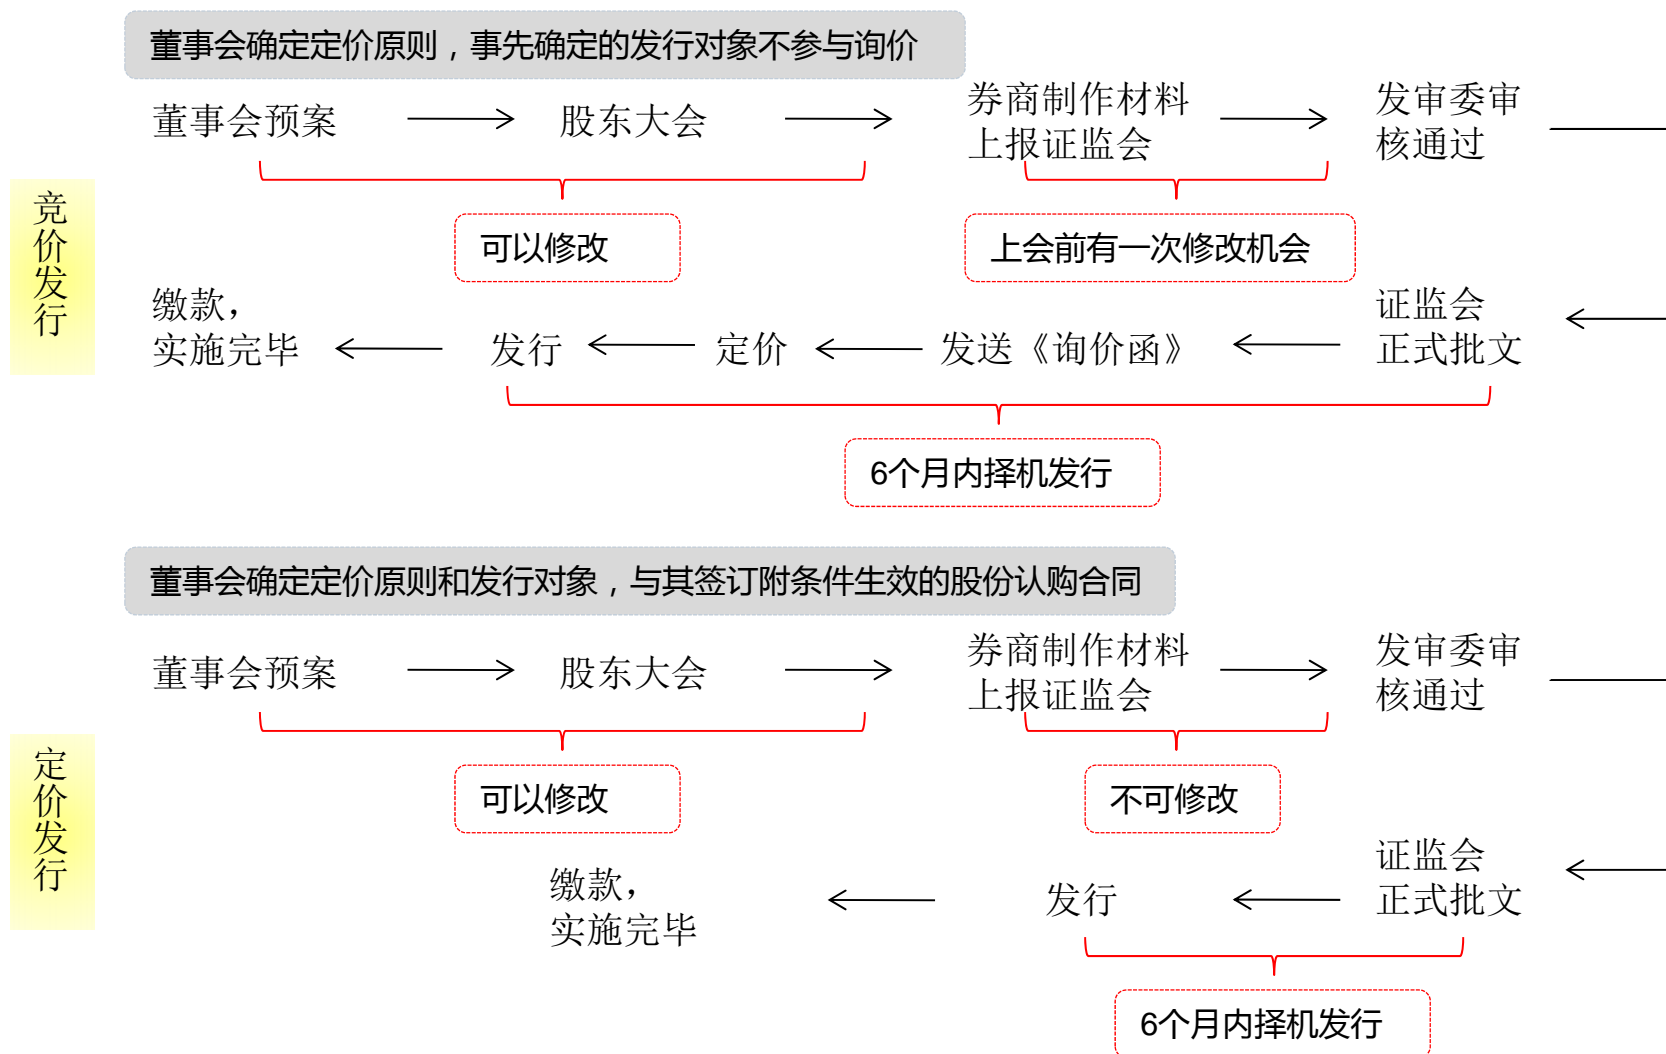 董事会确定定价原则，事先确定的发行对象不参与询价
董事会预案
股东大会
券商制作材料
上报证监会
发审委审
核通过
竞价发行
可以修改
上会前有一次修改机会
缴款，
实施完毕
发行
定价
发送《询价函》
证监会
正式批文
6个月内择机发行
董事会确定定价原则和发行对象，与其签订附条件生效的股份认购合同
董事会预案
股东大会
券商制作材料
上报证监会
发审委审
核通过
定价发行
可以修改
不可修改
缴款，
实施完毕
发行
证监会
正式批文
6个月内择机发行